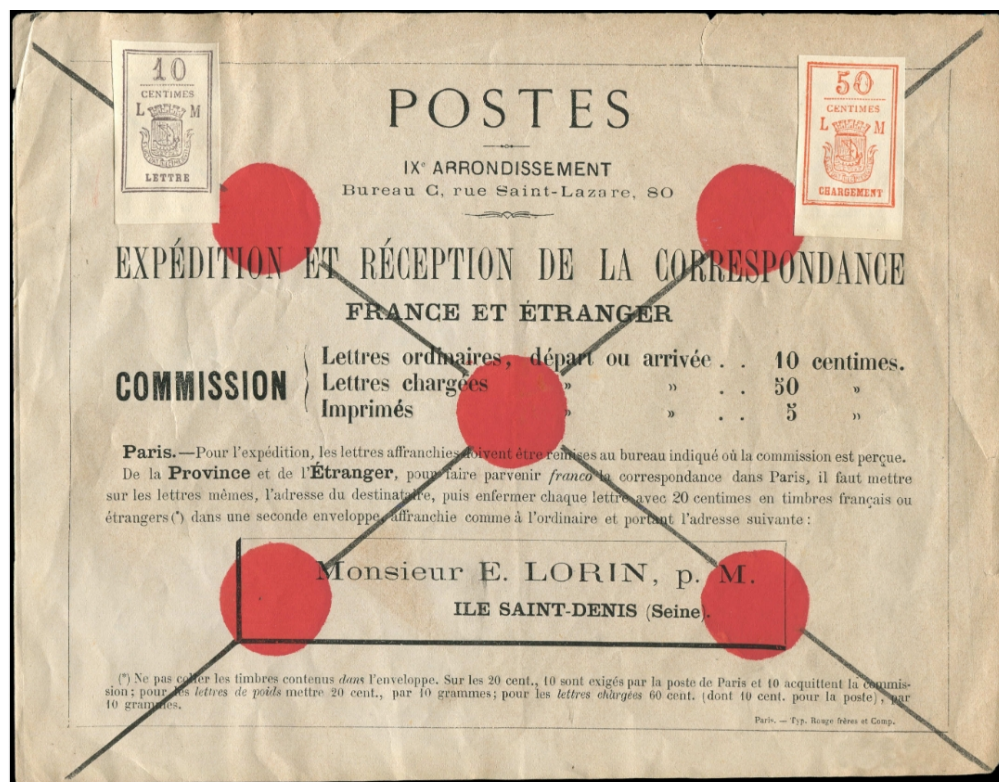 10
CENTIMES
L M
LETTRE
50
CENTIMES
L M
CHARGEMENT
POSTES
IXe ARRONDISSEMENT
Bureau C, rue Saint-Lazare, 80
EXPÉDITION ET RÉCEPTION DE LA CORRESPONDANCE
FRANCE ET ÉTRANGER
COMMISSION
Lettres ordinaires, départ ou arrivée . . 10 centimes.
Lettres chargées » » . . 50 »
Imprimés » » . . 5 »
Paris.—Pour l'expédition, les lettres affranchies doivent être remises au bureau indiqué où la commission est perçue.
De la Province et de l'Étranger, pour faire parvenir franco la correspondance dans Paris, il faut mettre
sur les lettres mêmes, l'adresse du destinataire, puis enfermer chaque lettre avec 20 centimes en timbres français ou
étrangers (*) dans une seconde enveloppe, affranchie comme à l'ordinaire et portant l'adresse suivante :
Monsieur E. LORIN, p. M.
ILE SAINT-DENIS (Seine).
(*) Ne pas coller les timbres contenus dans l'enveloppe. Sur les 20 cent., 10 sont exigés par la poste de Paris et 10 acquittent la commis-
sion ; pour les lettres de poids mettre 20 cent., par 10 grammes ; pour les lettres chargées 60 cent. (dont 10 cent. pour la poste), par
10 grammes.
Paris. — Typ. Rouge frères et Comp.